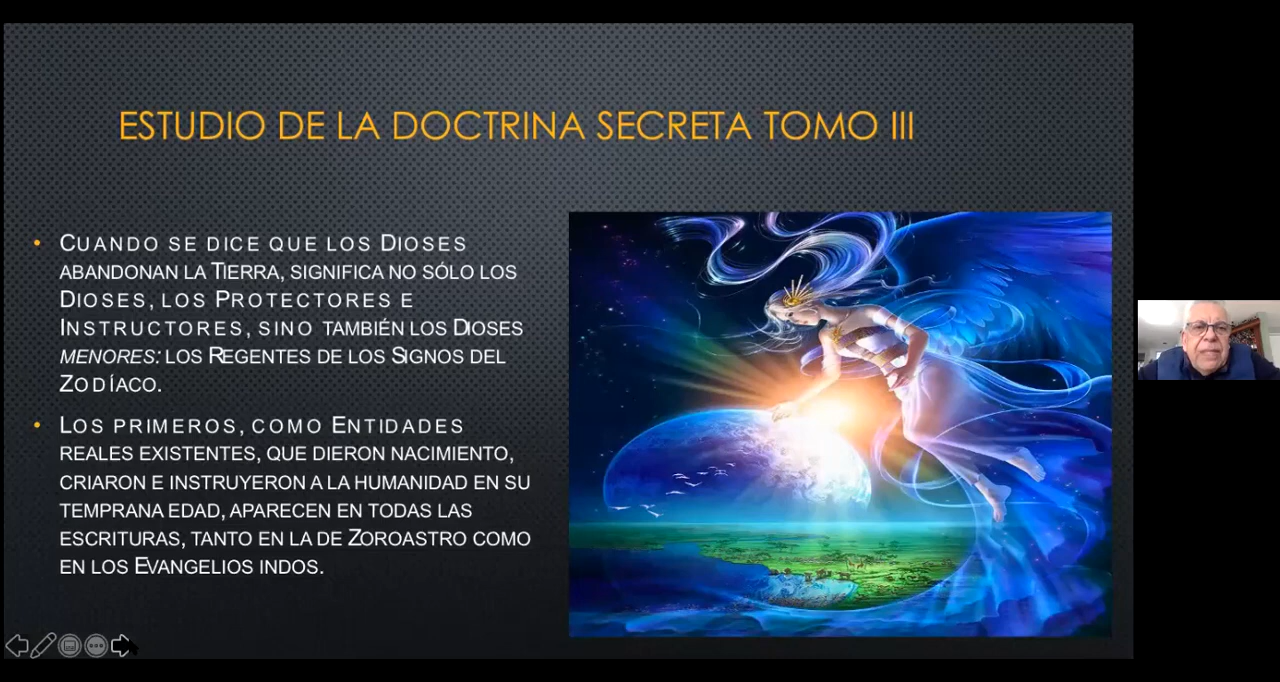 ESTUDIO DE LA DOCTRINA SECRETA TOMO III
• CUANDO SE DICE QUE LOS DIOSES
ABANDONAN LA TIERRA, SIGNIFICA NO SÓLO LOS
DIOSES, LOS PROTECTORES E
INSTRUCTORES, SINO TAMBIÉN LOS DIOSES
MENORES: LOS REGENTES DE LOS SIGNOS DEL
ZODÍACO.
• LOS PRIMEROS, COMO ENTIDADES
REALES EXISTENTES, QUE DIERON NACIMIENTO,
CRIARON E INSTRUYERON A LA HUMANIDAD EN SU
TEMPRANA EDAD, APARECEN EN TODAS LAS
ESCRITURAS, TANTO EN LA DE ZOROASTRO COMO
EN LOS EVANGELIOS INDOS.